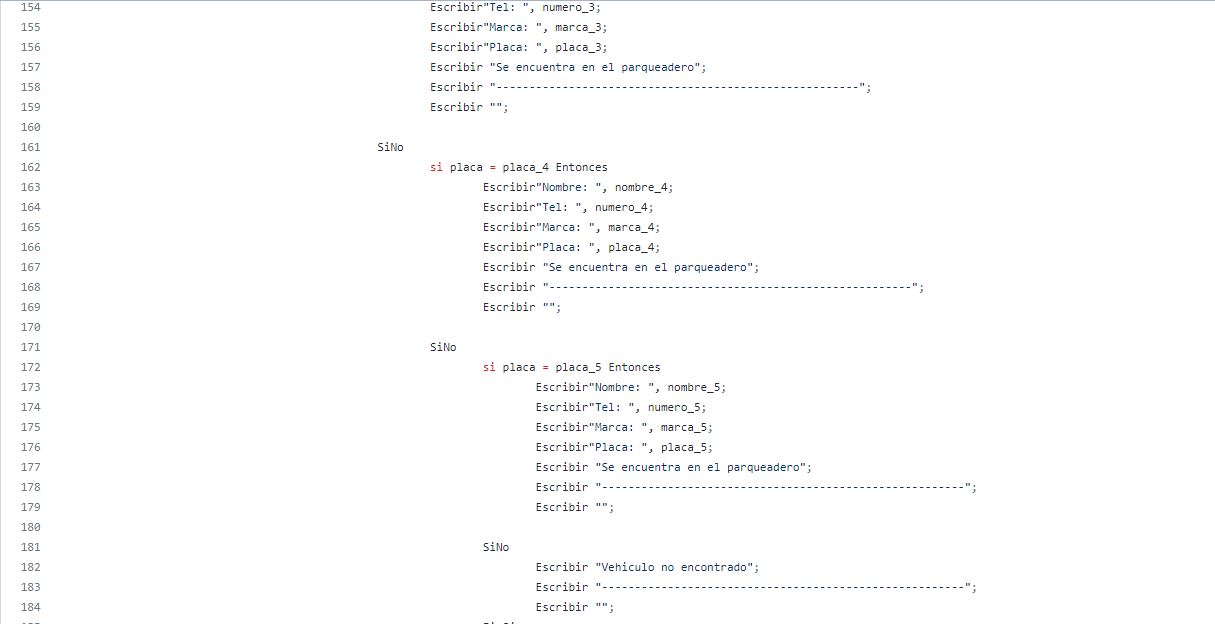 154 Escribir"Tel: ", numero_3;
155 Escribir"Marca: ", marca_3;
156 Escribir"Placa: ", placa_3;
157 Escribir "Se encuentra en el parqueadero";
158 Escribir "-------------------------------------------------------";
159 Escribir "";
160
161 SiNo
162 si placa = placa_4 Entonces
163 Escribir"Nombre: ", nombre_4;
164 Escribir"Tel: ", numero_4;
165 Escribir"Marca: ", marca_4;
166 Escribir"Placa: ", placa_4;
167 Escribir "Se encuentra en el parqueadero";
168 Escribir "-------------------------------------------------------";
169 Escribir "";
170
171 SiNo
172 si placa = placa_5 Entonces
173 Escribir"Nombre: ", nombre_5;
174 Escribir"Tel: ", numero_5;
175 Escribir"Marca: ", marca_5;
176 Escribir"Placa: ", placa_5;
177 Escribir "Se encuentra en el parqueadero";
178 Escribir "-------------------------------------------------------";
179 Escribir "";
180
181 SiNo
182 Escribir "Vehiculo no encontrado";
183 Escribir "-------------------------------------------------------";
184 Escribir "";